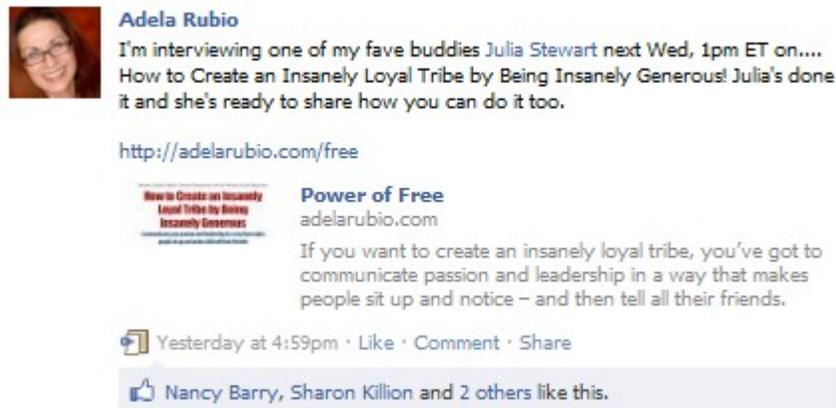 Adela Rubio
I'm interviewing one of my fave buddies Julia Stewart next Wed, 1pm ET on....
How to Create an Insanely Loyal Tribe by Being Insanely Generous! Julia's done
it and she's ready to share how you can do it too.
http://adelarubio.com/free
How to Create an Insanely
Loyal Tribe by Being
Insanely Generous
Power of Free
adelarubio.com
If you want to create an insanely loyal tribe, you've got to
communicate passion and leadership in a way that makes
people sit up and notice – and then tell all their friends.
Yesterday at 4:59pm · Like · Comment · Share
Nancy Barry, Sharon Killion and 2 others like this.